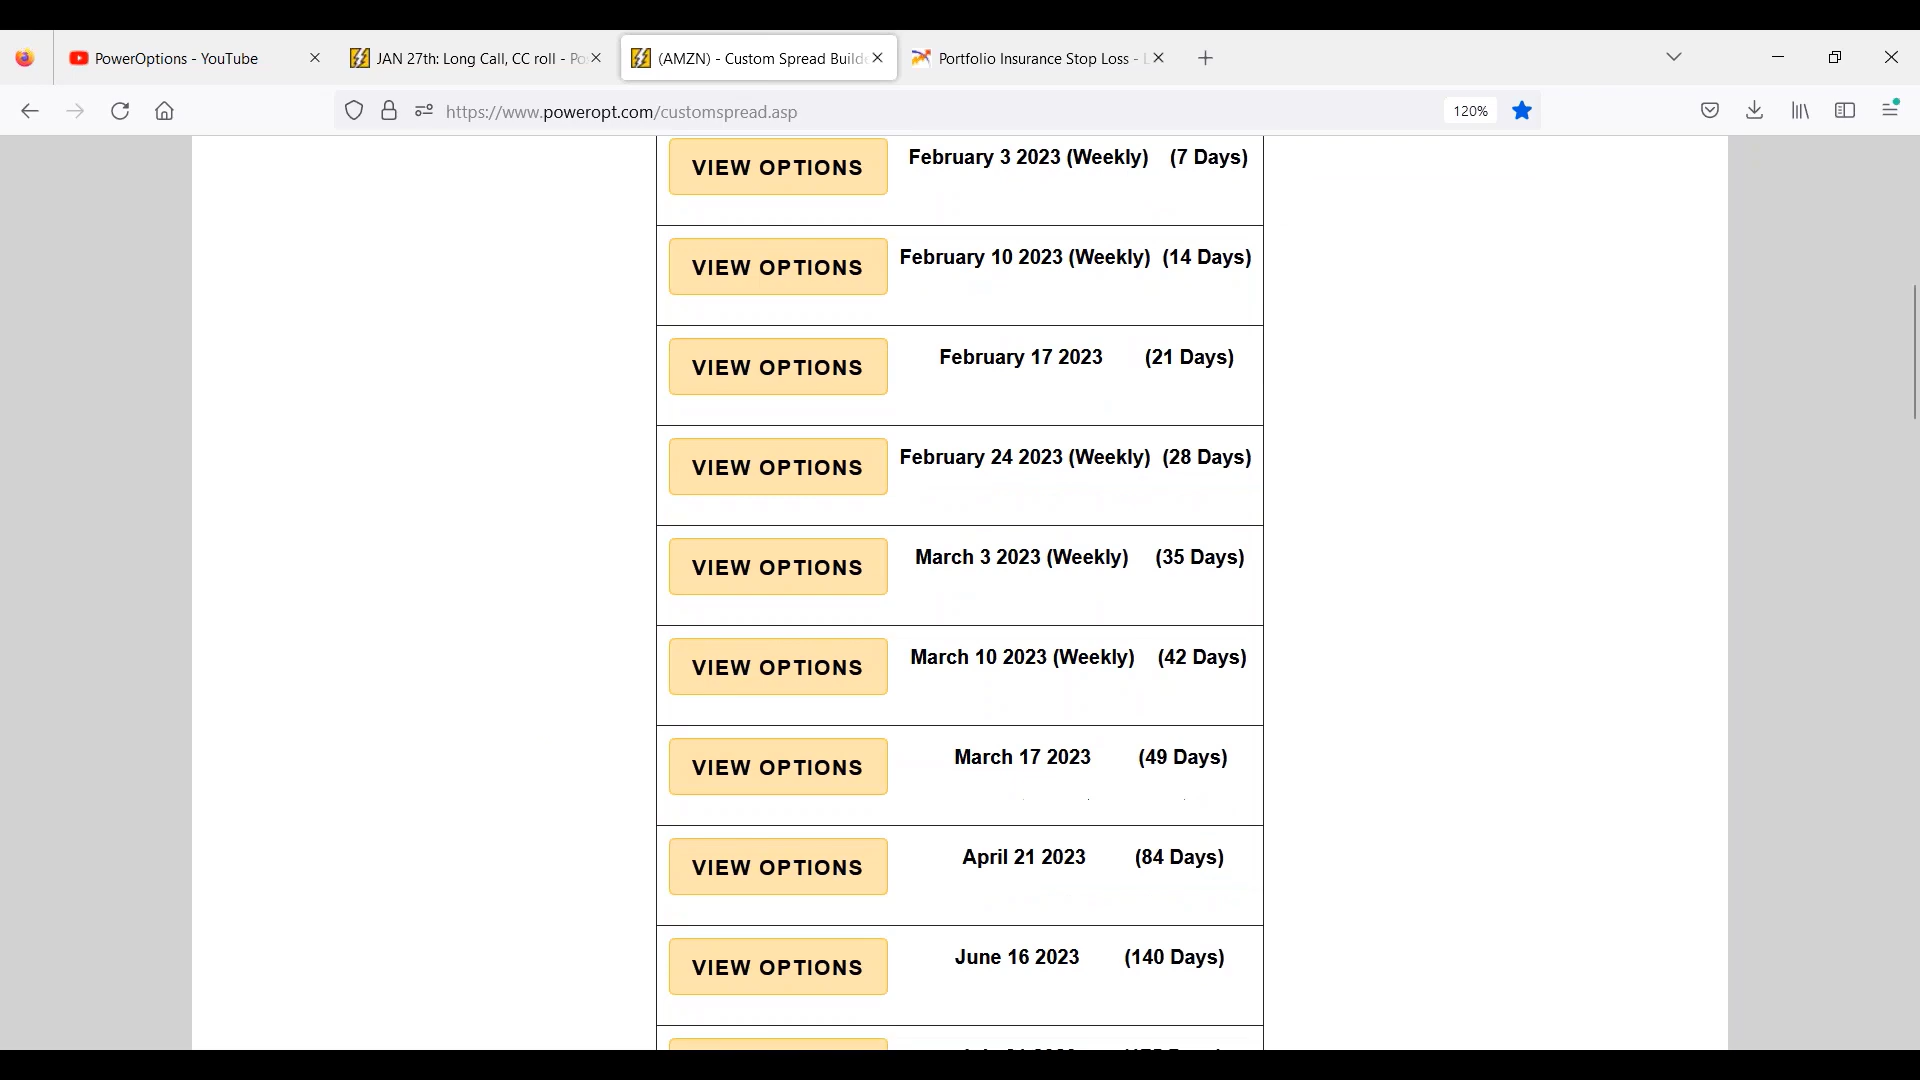 PowerOptions - YouTube
JAN 27th: Long Call, CC roll - Po
(AMZN) - Custom Spread Builde
Portfolio Insurance Stop Loss -
https://www.poweropt.com/customspread.asp
120%
VIEW OPTIONS February 3 2023 (Weekly) (7 Days)
VIEW OPTIONS February 10 2023 (Weekly) (14 Days)
VIEW OPTIONS February 17 2023 (21 Days)
VIEW OPTIONS February 24 2023 (Weekly) (28 Days)
VIEW OPTIONS March 3 2023 (Weekly) (35 Days)
VIEW OPTIONS March 10 2023 (Weekly) (42 Days)
VIEW OPTIONS March 17 2023 (49 Days)
VIEW OPTIONS April 21 2023 (84 Days)
VIEW OPTIONS June 16 2023 (140 Days)